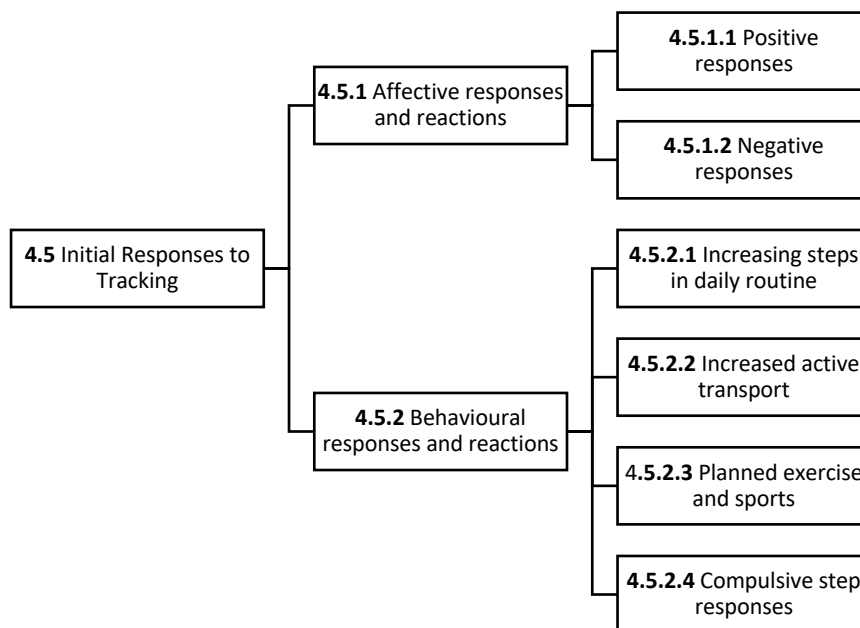 4.5 Initial Responses to
Tracking
4.5.1 Affective responses
and reactions
4.5.1.1 Positive
responses
4.5.1.2 Negative
responses
4.5.2 Behavioural
responses and reactions
4.5.2.1 Increasing steps
in daily routine
4.5.2.2 Increased active
transport
4.5.2.3 Planned exercise
and sports
4.5.2.4 Compulsive step
responses